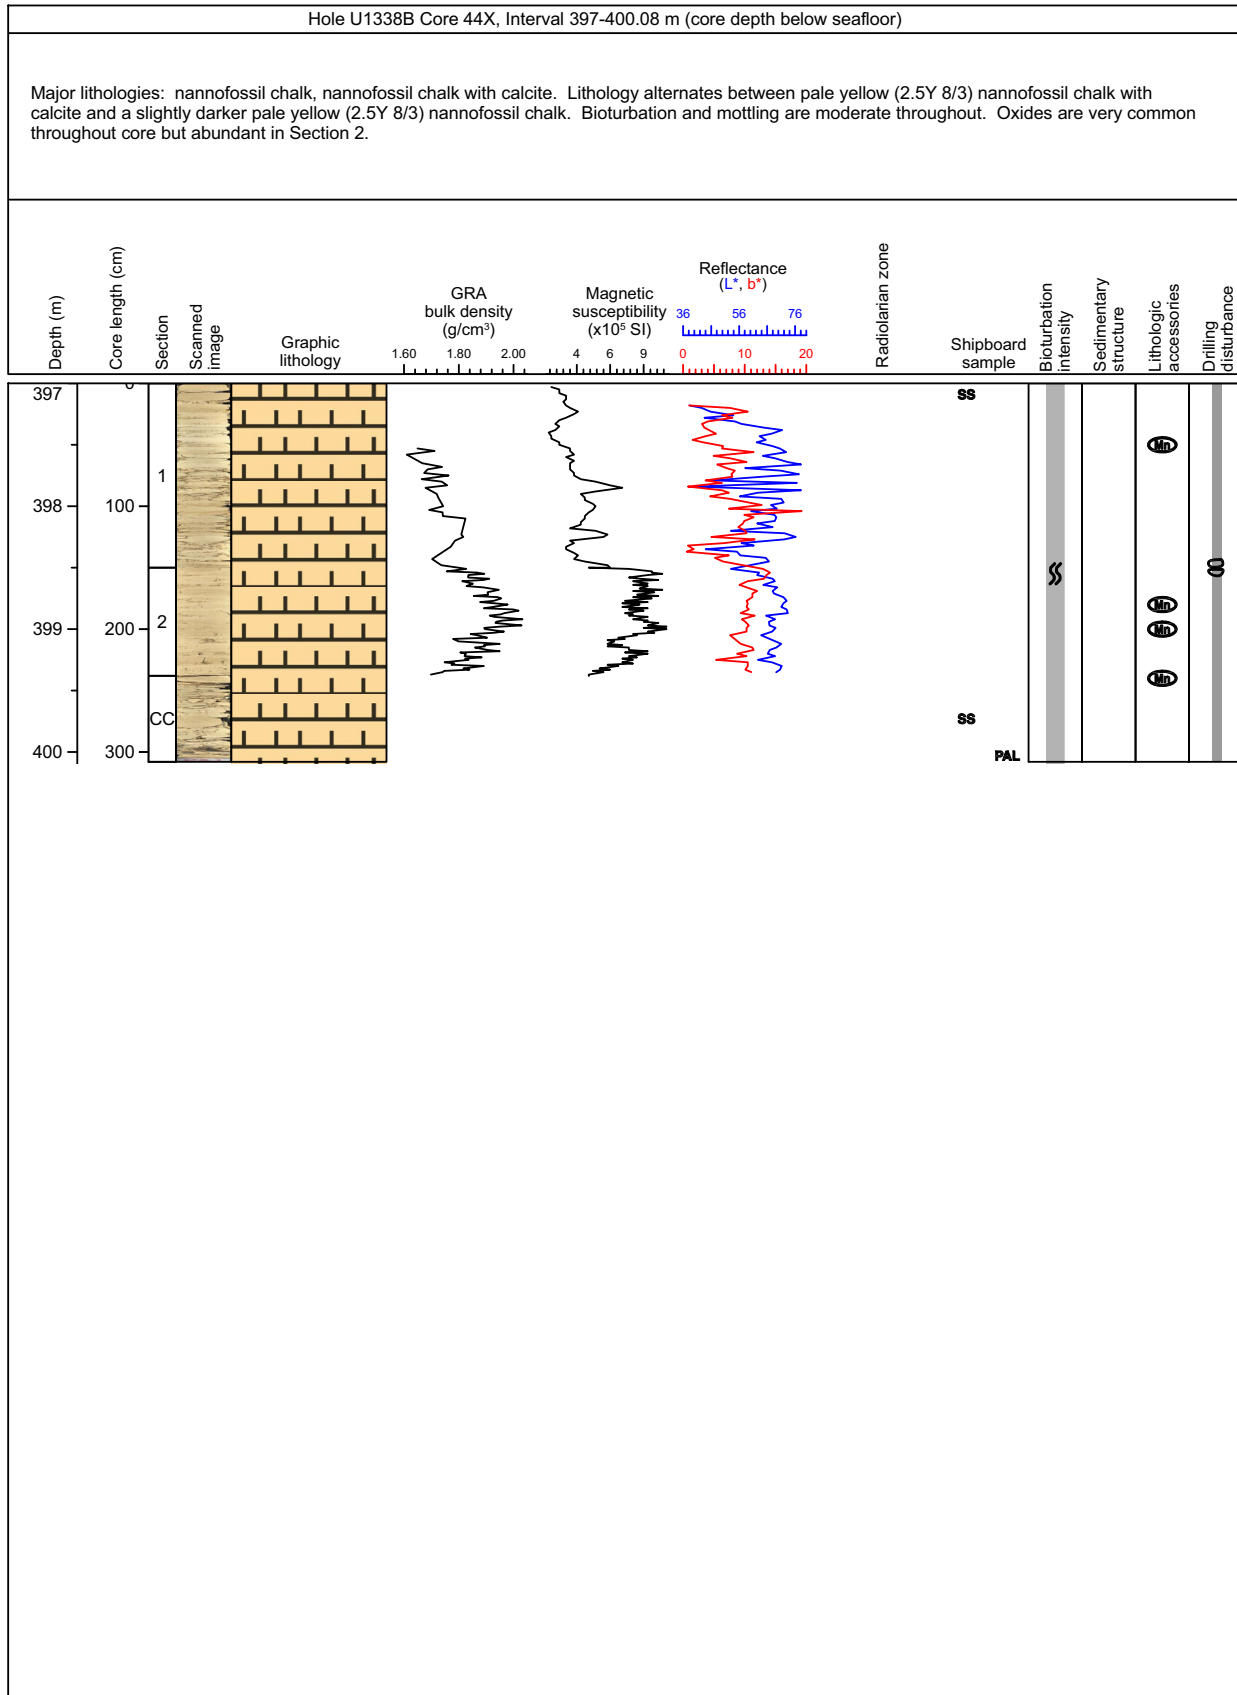 Hole U1338B Core 44X, Interval 397-400.08 m (core depth below seafloor)
Major lithologies: nannofossil chalk, nannofossil chalk with calcite. Lithology alternates between pale yellow (2.5Y 8/3) nannofossil chalk with
calcite and a slightly darker pale yellow (2.5Y 8/3) nannofossil chalk. Bioturbation and mottling are moderate throughout. Oxides are very common
throughout core but abundant in Section 2.
Depth (m)
Core length (cm)
Section
Scanned
image
Graphic
lithology
GRA
bulk density
(g/cm³)
1.60 1.80 2.00
Magnetic
susceptibility
(x10⁵ SI)
4 6 9
Reflectance
(L*, b*)
36 56 76
0 10 20
Radiolarian zone
Shipboard
sample
Bioturbation
intensity
Sedimentary
structure
Lithologic
accessories
Drilling
disturbance
397 0 SS
Mn
1
398 100
Mn
2
399 200 Mn
Mn
CC SS
400 300 PAL